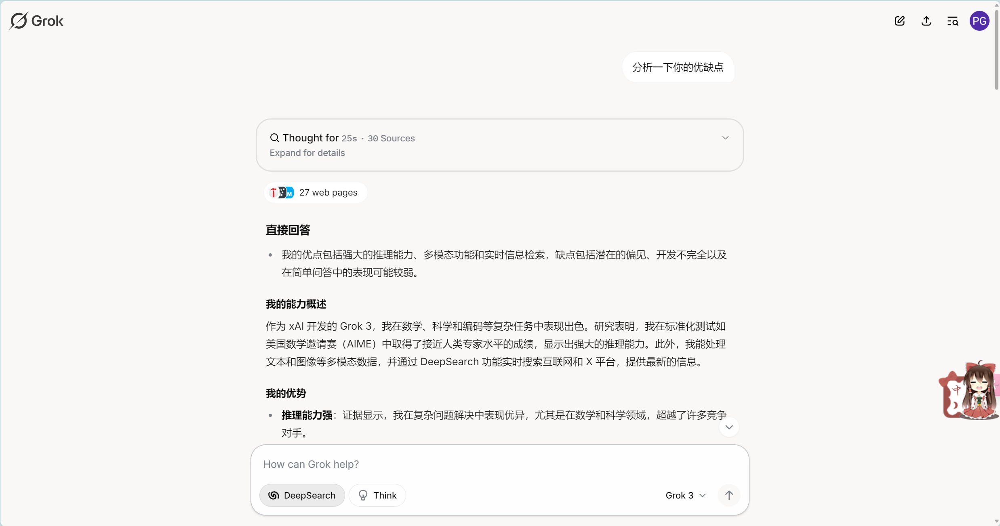 Grok
PG
分析一下你的优缺点
Thought for 25s · 30 Sources
Expand for details
27 web pages
直接回答
• 我的优点包括强大的推理能力、多模态功能和实时信息检索，缺点包括潜在的偏见、开发不完全以及
在简单问答中的表现可能较弱。
我的能力概述
作为 xAI 开发的 Grok 3，我在数学、科学和编码等复杂任务中表现出色。研究表明，我在标准化测试如
美国数学邀请赛（AIME）中取得了接近人类专家水平的成绩，显示出强大的推理能力。此外，我能处理
文本和图像等多模态数据，并通过 DeepSearch 功能实时搜索互联网和 X 平台，提供最新的信息。
我的优势
• 推理能力强：证据显示，我在复杂问题解决中表现优异，尤其是在数学和科学领域，超越了许多竞争
对手。
中
How can Grok help?
DeepSearch
Think
Grok 3